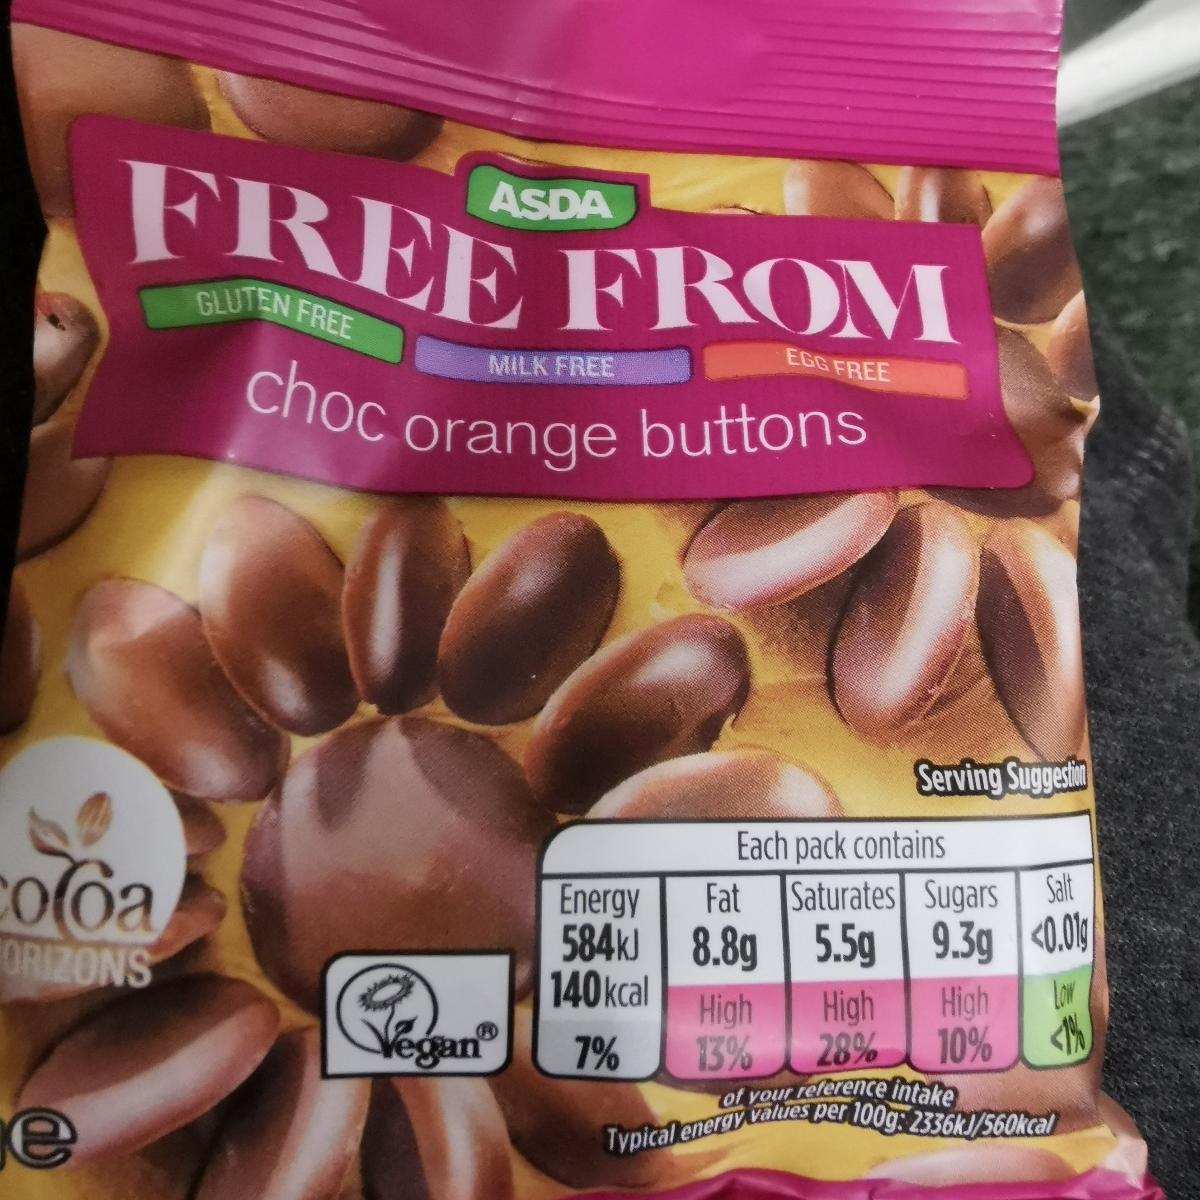 ASDA
FREE FROM
GLUTEN FREE
MILK FREE
EGG FREE
choc orange buttons
Serving Suggestion
cocoa
HORIZONS
Vegan®
Each pack contains
Energy Fat Saturates Sugars Salt
584kJ 8.8g 5.5g 9.3g <0.01g
140kcal High High High Low
7% 13% 28% 10% <1%
of your reference intake
Typical energy values per 100g: 2336kJ/560kcal